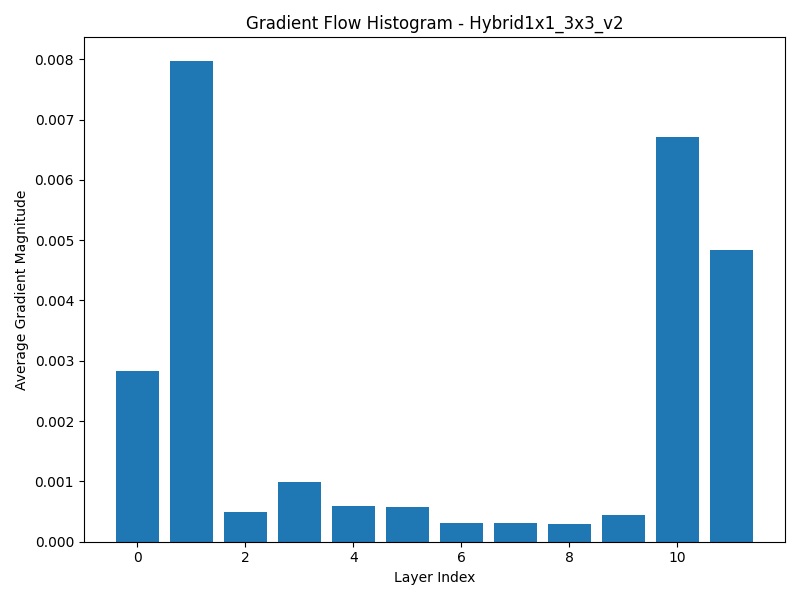 Gradient Flow Histogram - Hybrid1x1_3x3_v2
0.008
0.007
0.006
0.005
0.004
0.003
0.002
0.001
0.000
Average Gradient Magnitude
0 2 4 6 8 10
Layer Index